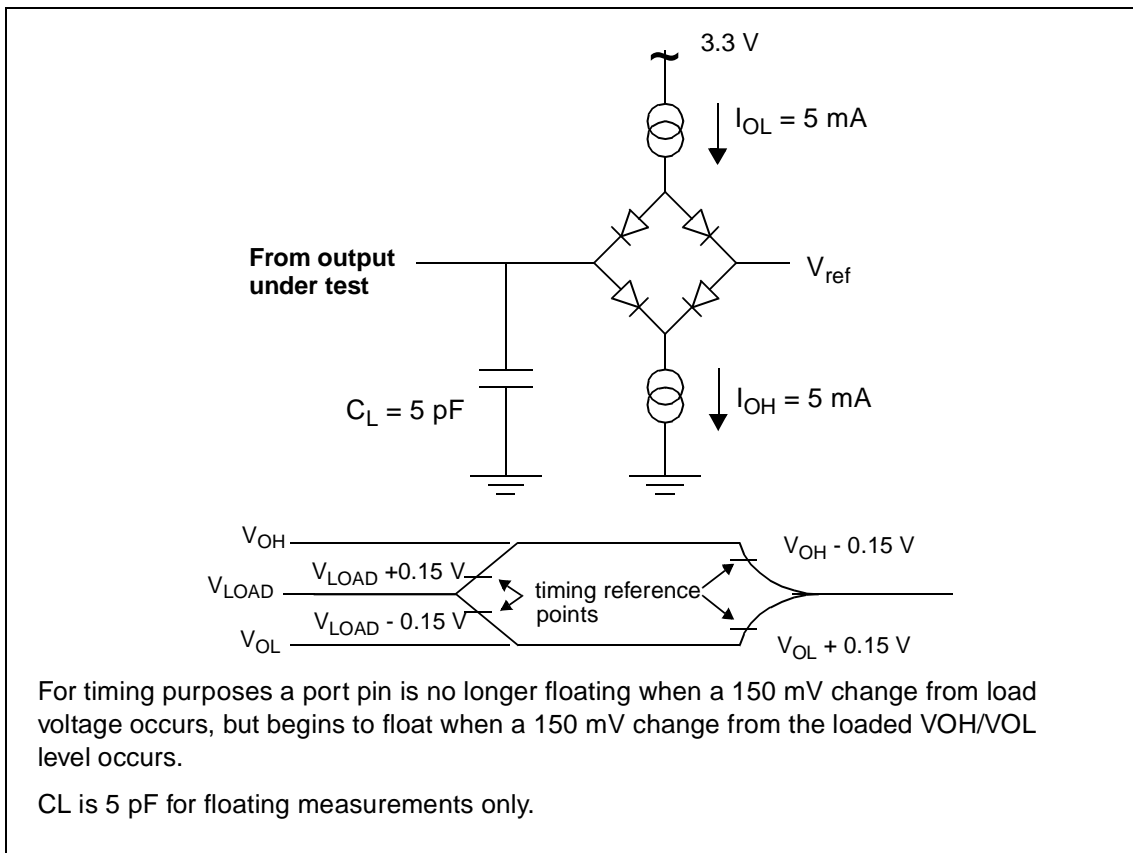 3.3 V
I_OL = 5 mA
From output
under test
V_ref
C_L = 5 pF
I_OH = 5 mA
V_OH
V_OH - 0.15 V
V_LOAD +0.15 V
V_LOAD
timing reference
points
V_LOAD - 0.15 V
V_OL
V_OL + 0.15 V
For timing purposes a port pin is no longer floating when a 150 mV change from load
voltage occurs, but begins to float when a 150 mV change from the loaded VOH/VOL
level occurs.
CL is 5 pF for floating measurements only.